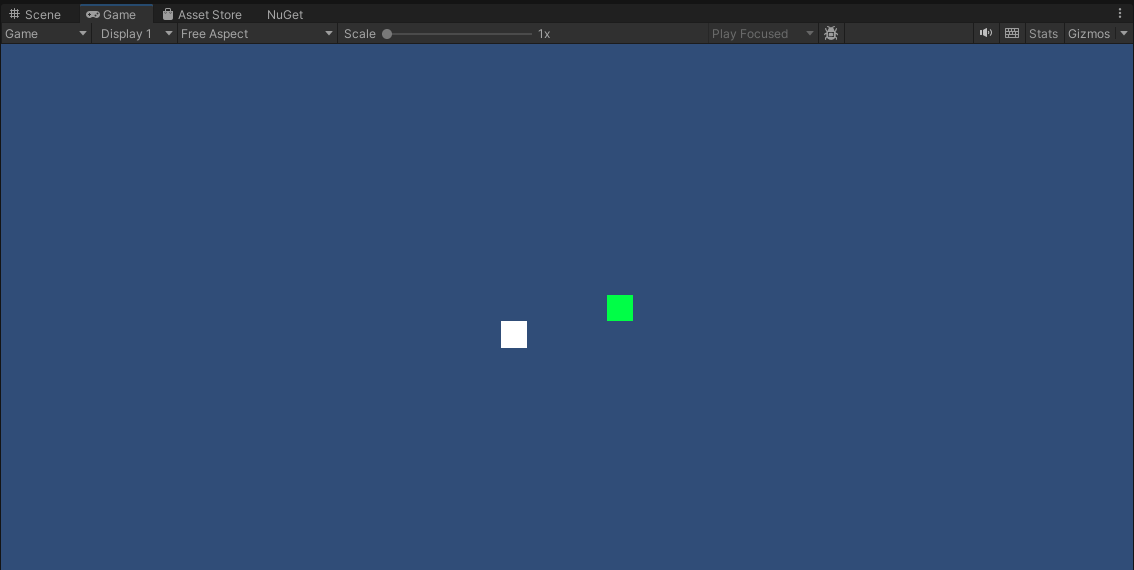 Scene Game Asset Store NuGet
Game Display 1 Free Aspect Scale 1x Play Focused Stats Gizmos